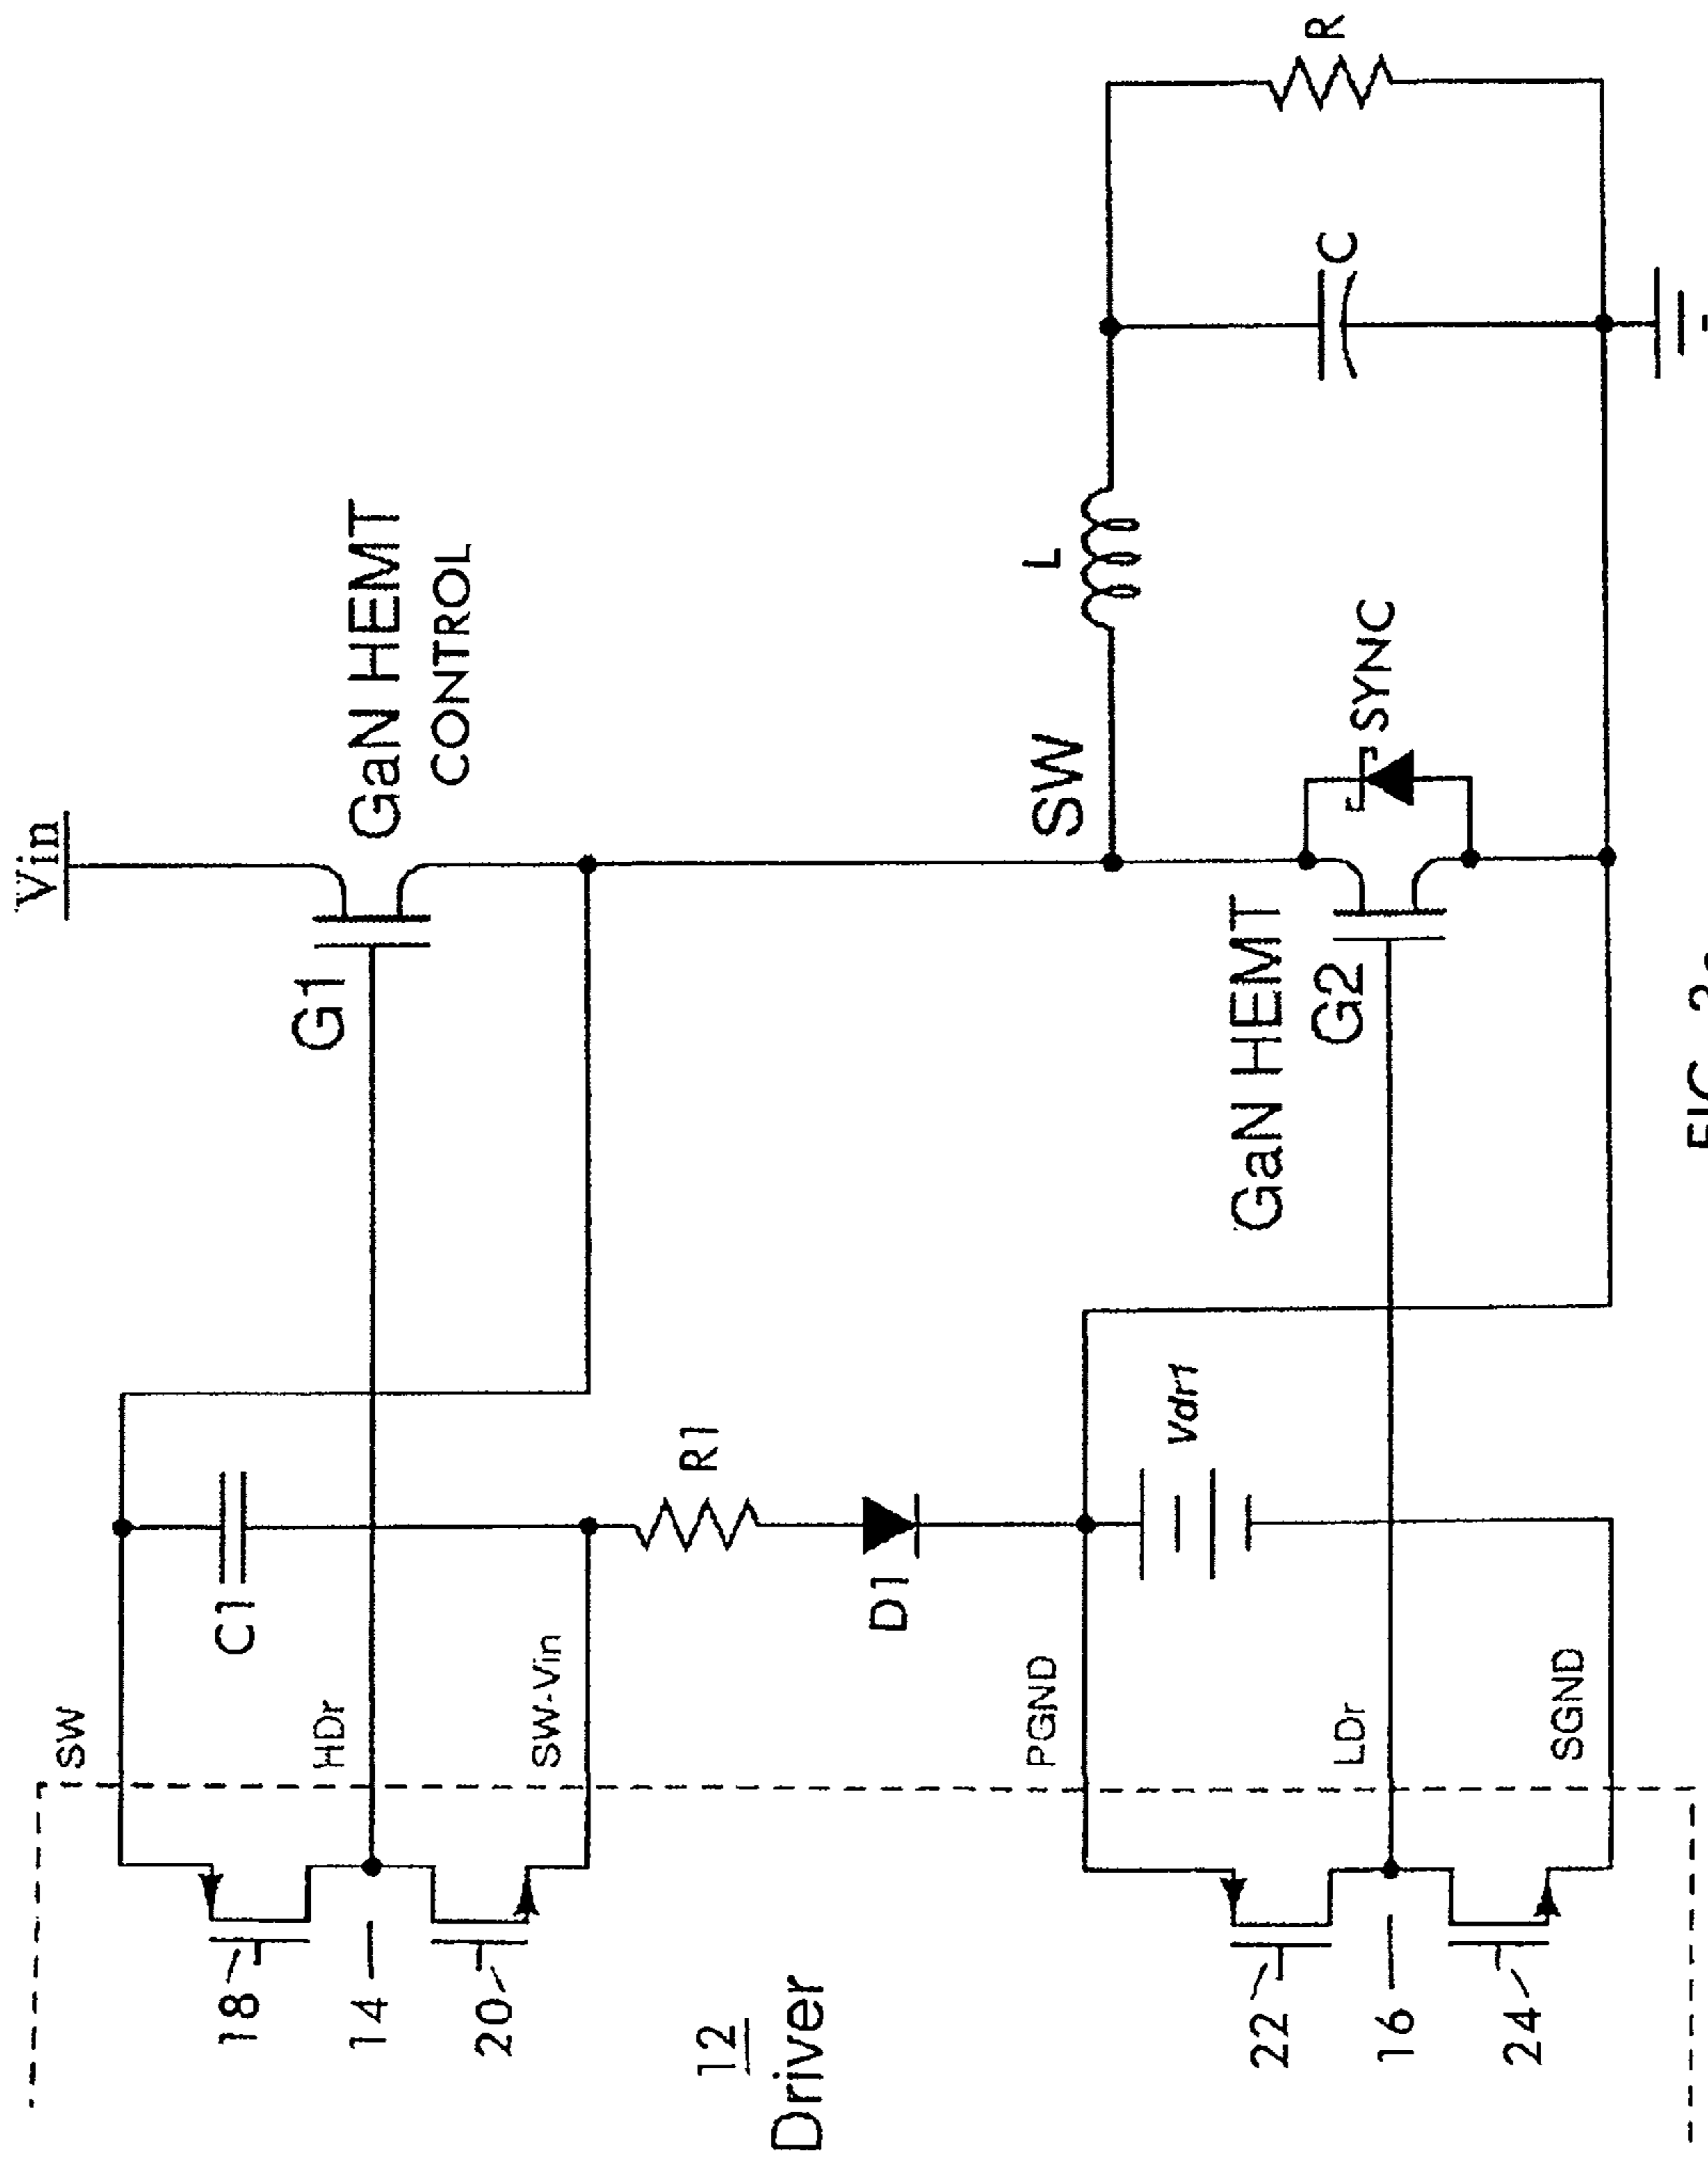 Vin
GaN HEMT
CONTROL
G1
SW
C1
HDr
SW-Vin
R1
D1
18
14
20
12
Driver
SW
L
R
C
SYNC
GaN HEMT
G2
PGND
Vdr1
LDr
SGND
22
16
24
FIG.